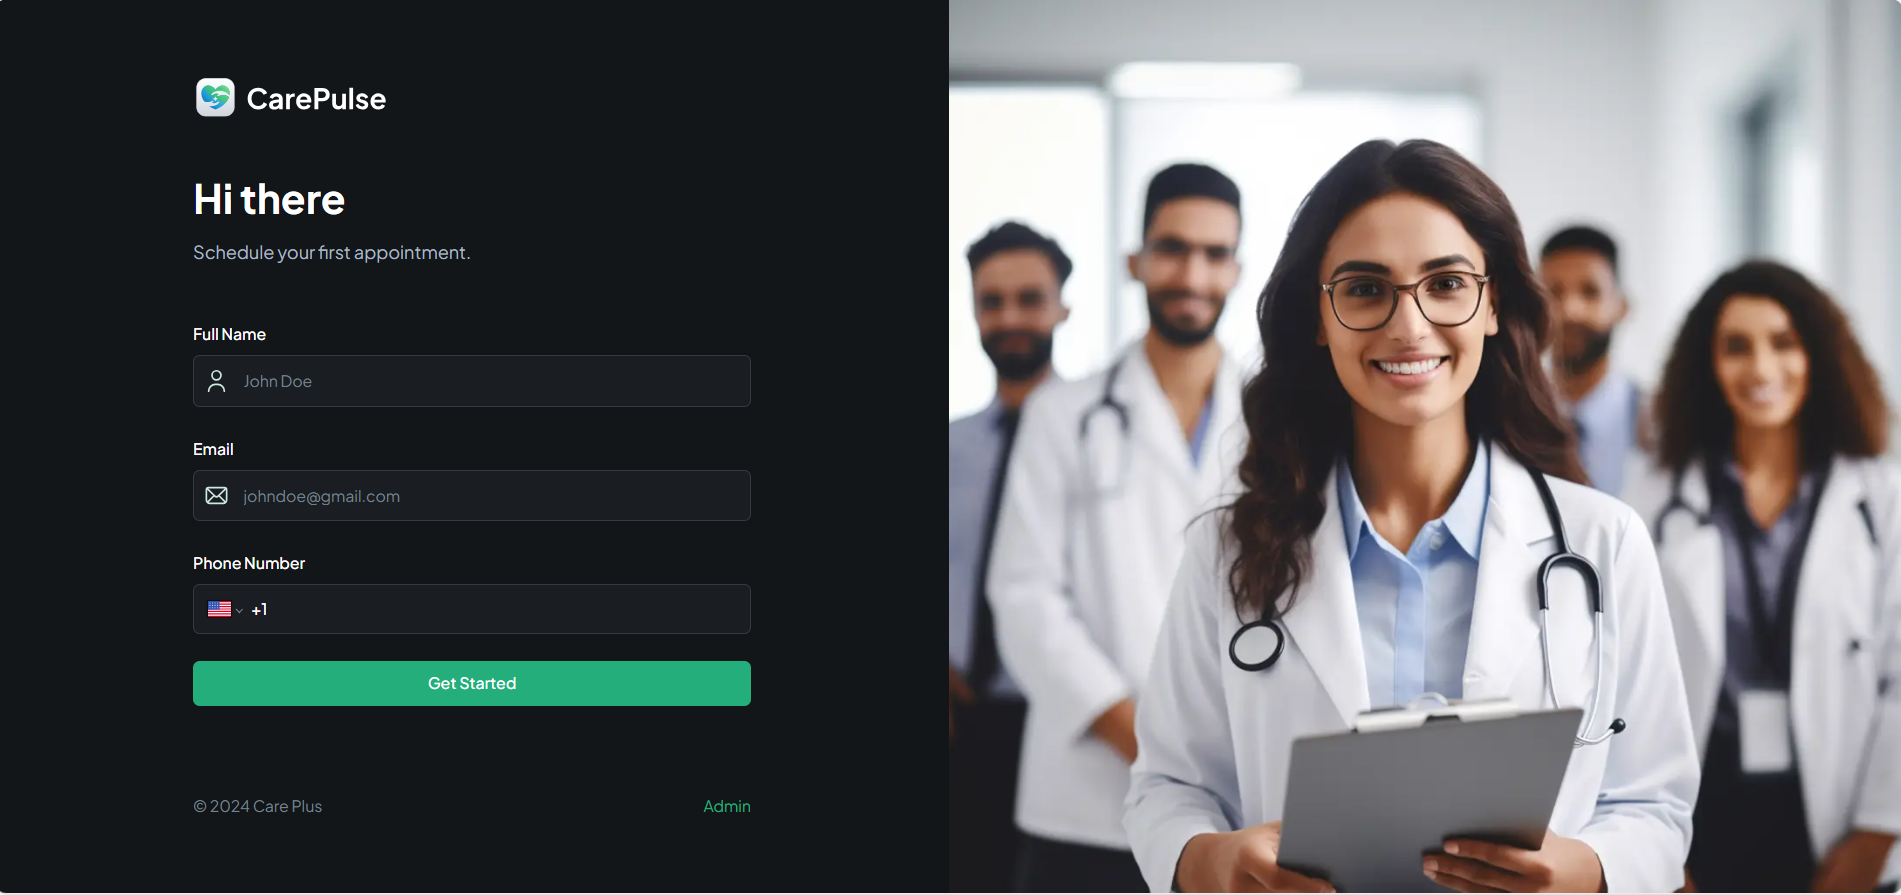 CarePulse
Hi there
Schedule your first appointment.
Full Name
John Doe
Email
johndoe@gmail.com
Phone Number
+1
Get Started
© 2024 Care Plus
Admin